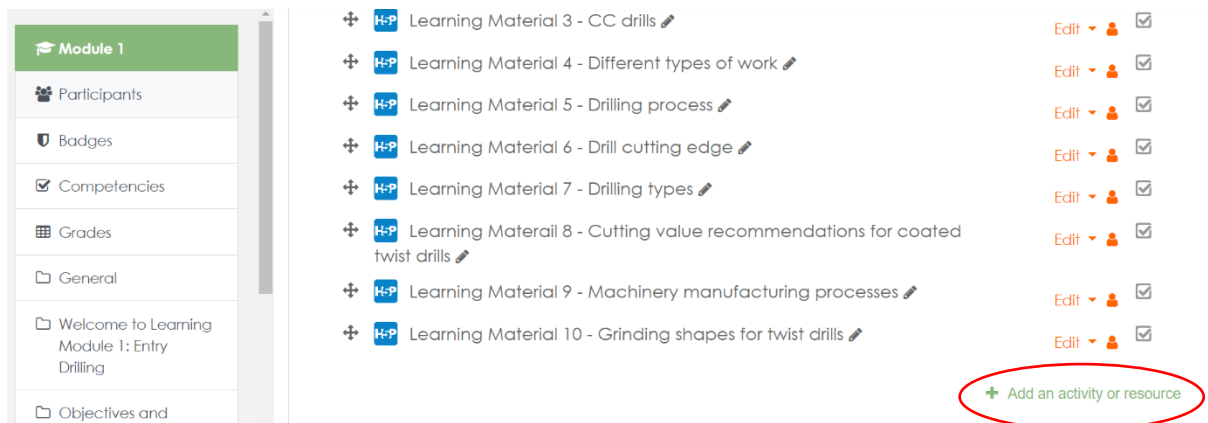 Module 1
Participants
Badges
Competencies
Grades
General
Welcome to Learning
Module 1: Entry
Drilling
Objectives and
H-P Learning Material 3 - CC drills Edit
H-P Learning Material 4 - Different types of work Edit
H-P Learning Material 5 - Drilling process Edit
H-P Learning Material 6 - Drill cutting edge Edit
H-P Learning Material 7 - Drilling types Edit
H-P Learning Materail 8 - Cutting value recommendations for coated Edit
twist drills
H-P Learning Material 9 - Machinery manufacturing processes Edit
H-P Learning Material 10 - Grinding shapes for twist drills Edit
+ Add an activity or resource